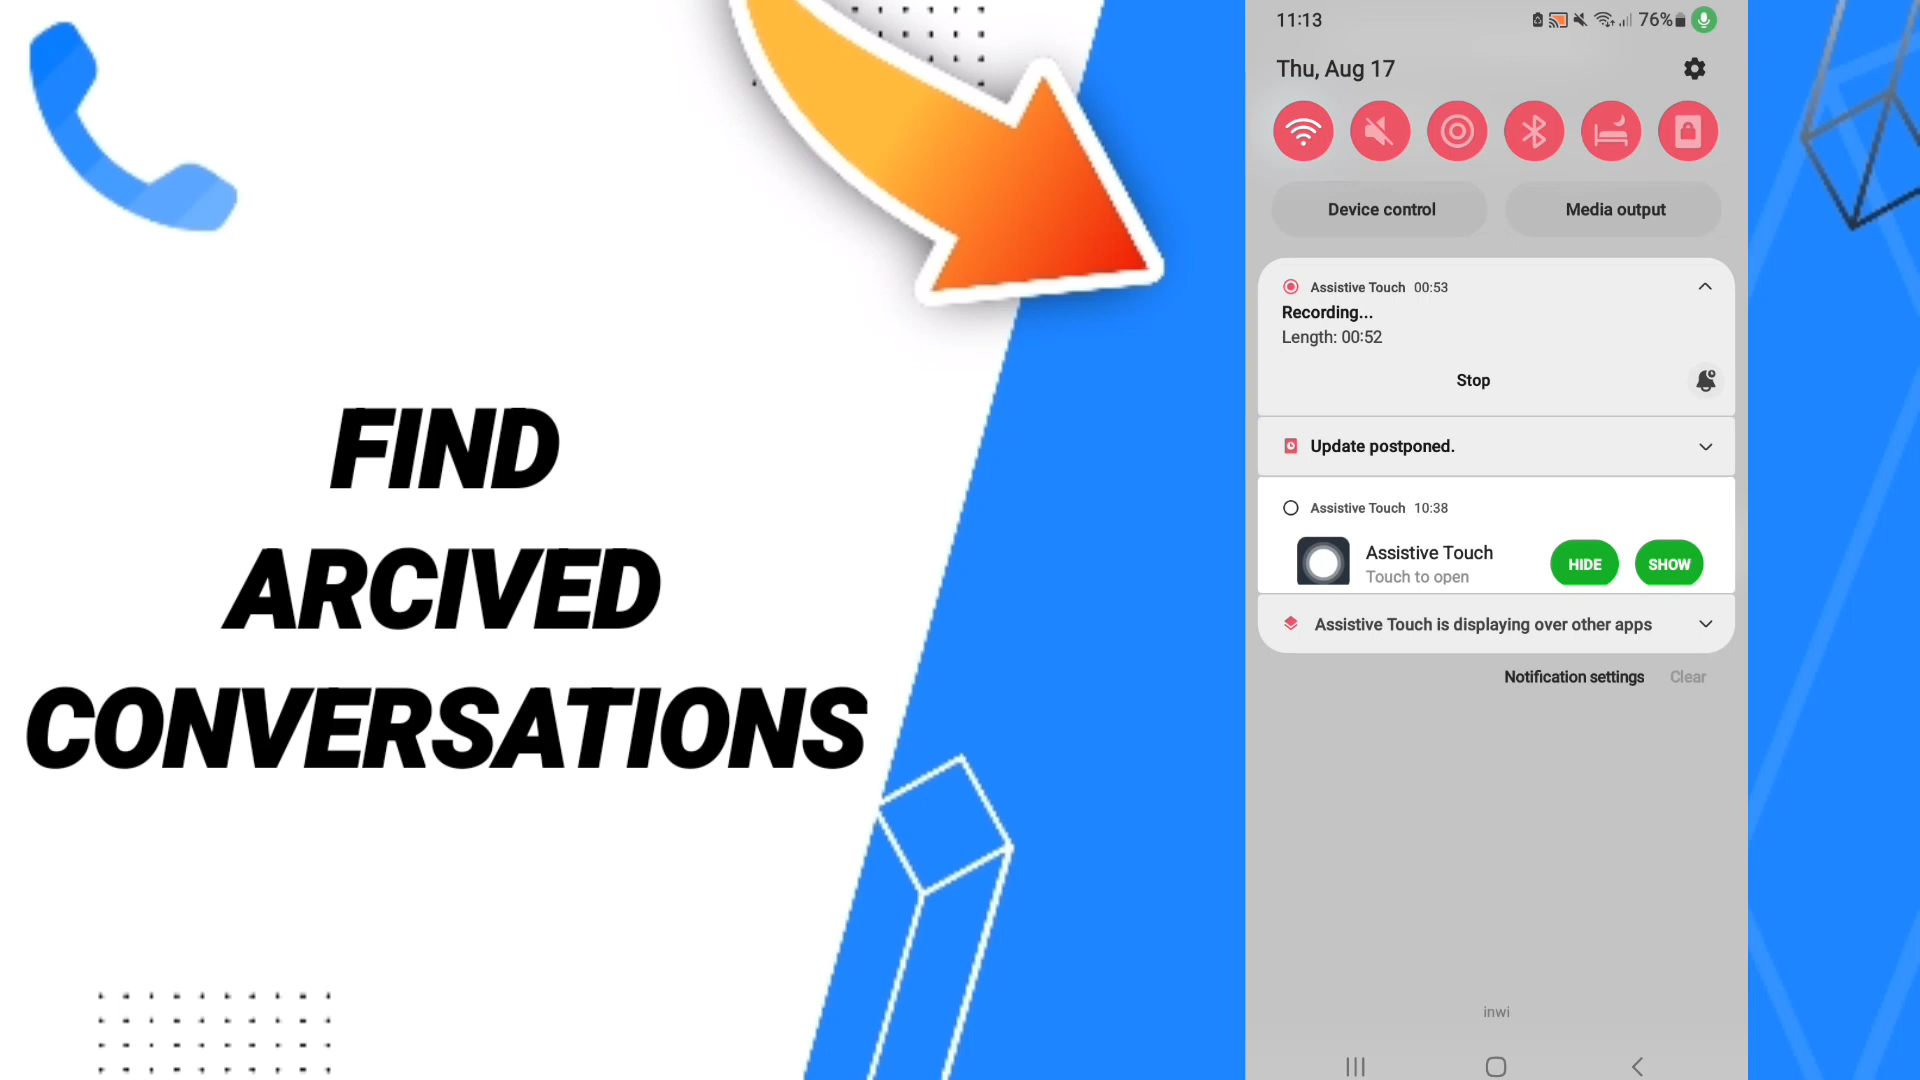 FIND
ARCIVED
CONVERSATIONS
11:13
76%
Thu, Aug 17
Device control
Media output
Assistive Touch 00:53
Recording...
Length: 00:52
Stop
Update postponed.
Assistive Touch 10:38
Assistive Touch
Touch to open
HIDE
SHOW
Assistive Touch is displaying over other apps
Notification settings
Clear
inwi